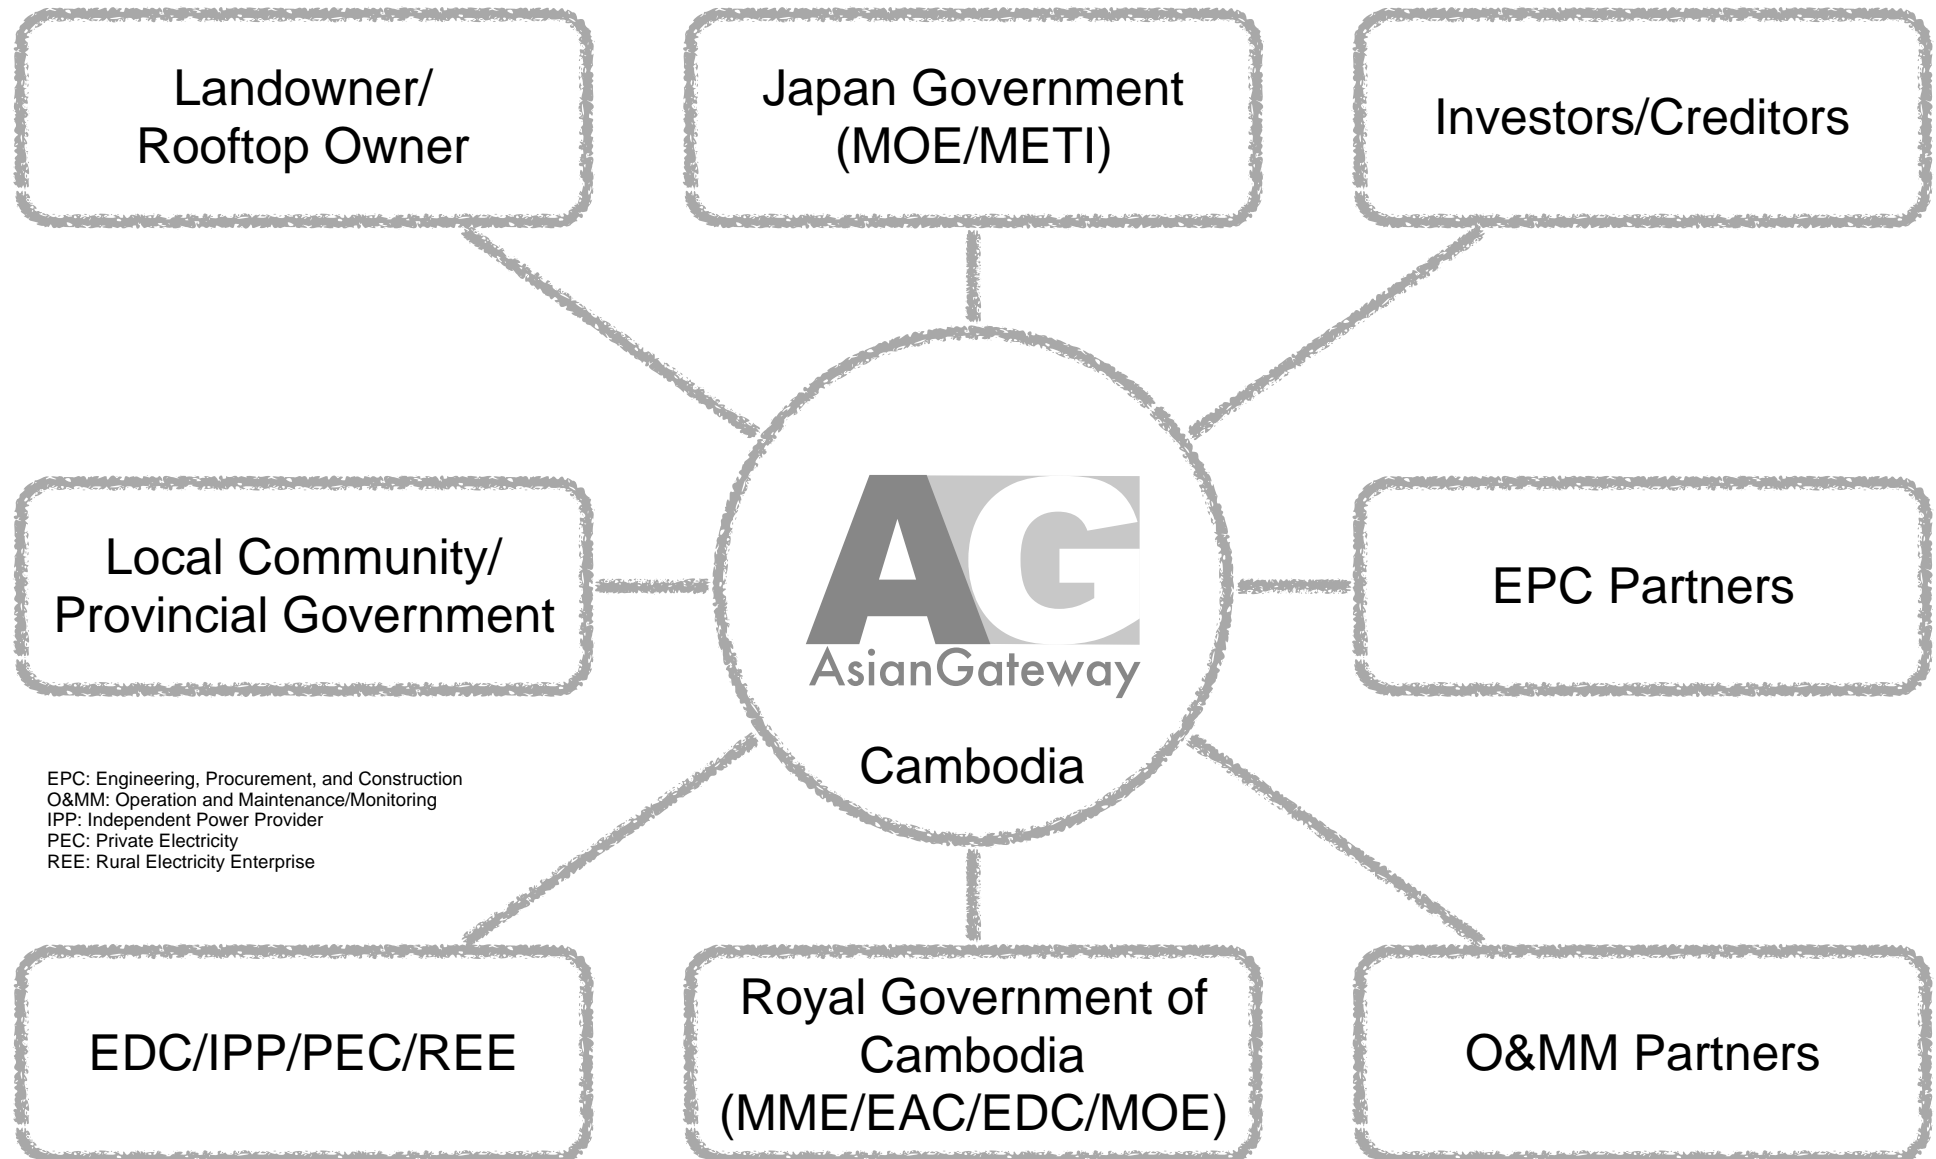 Landowner/
Rooftop Owner
Japan Government
(MOE/METI)
Investors/Creditors
Local Community/
Provincial Government
AG
AsianGateway
Cambodia
EPC Partners
EPC: Engineering, Procurement, and Construction
O&MM: Operation and Maintenance/Monitoring
IPP: Independent Power Provider
PEC: Private Electricity
REE: Rural Electricity Enterprise
EDC/IPP/PEC/REE
Royal Government of
Cambodia
(MME/EAC/EDC/MOE)
O&MM Partners